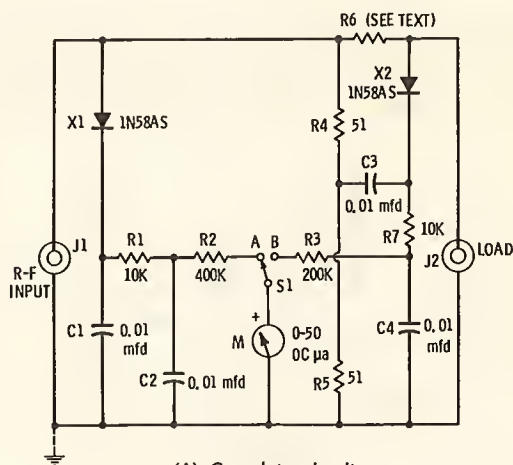 R6 (SEE TEXT)
X2
1N58AS
X1
1N58AS
R4
51
C3
0.01 mfd
R1
10K
R2
400K
A B
S1
R3
200K
R7
10K
J1
R-F
INPUT
J2
LOAD
C1
0.01
mfd
C2
0.01 mfd
+
M
0-50
DC μa
R5
51
C4
0.01
mfd